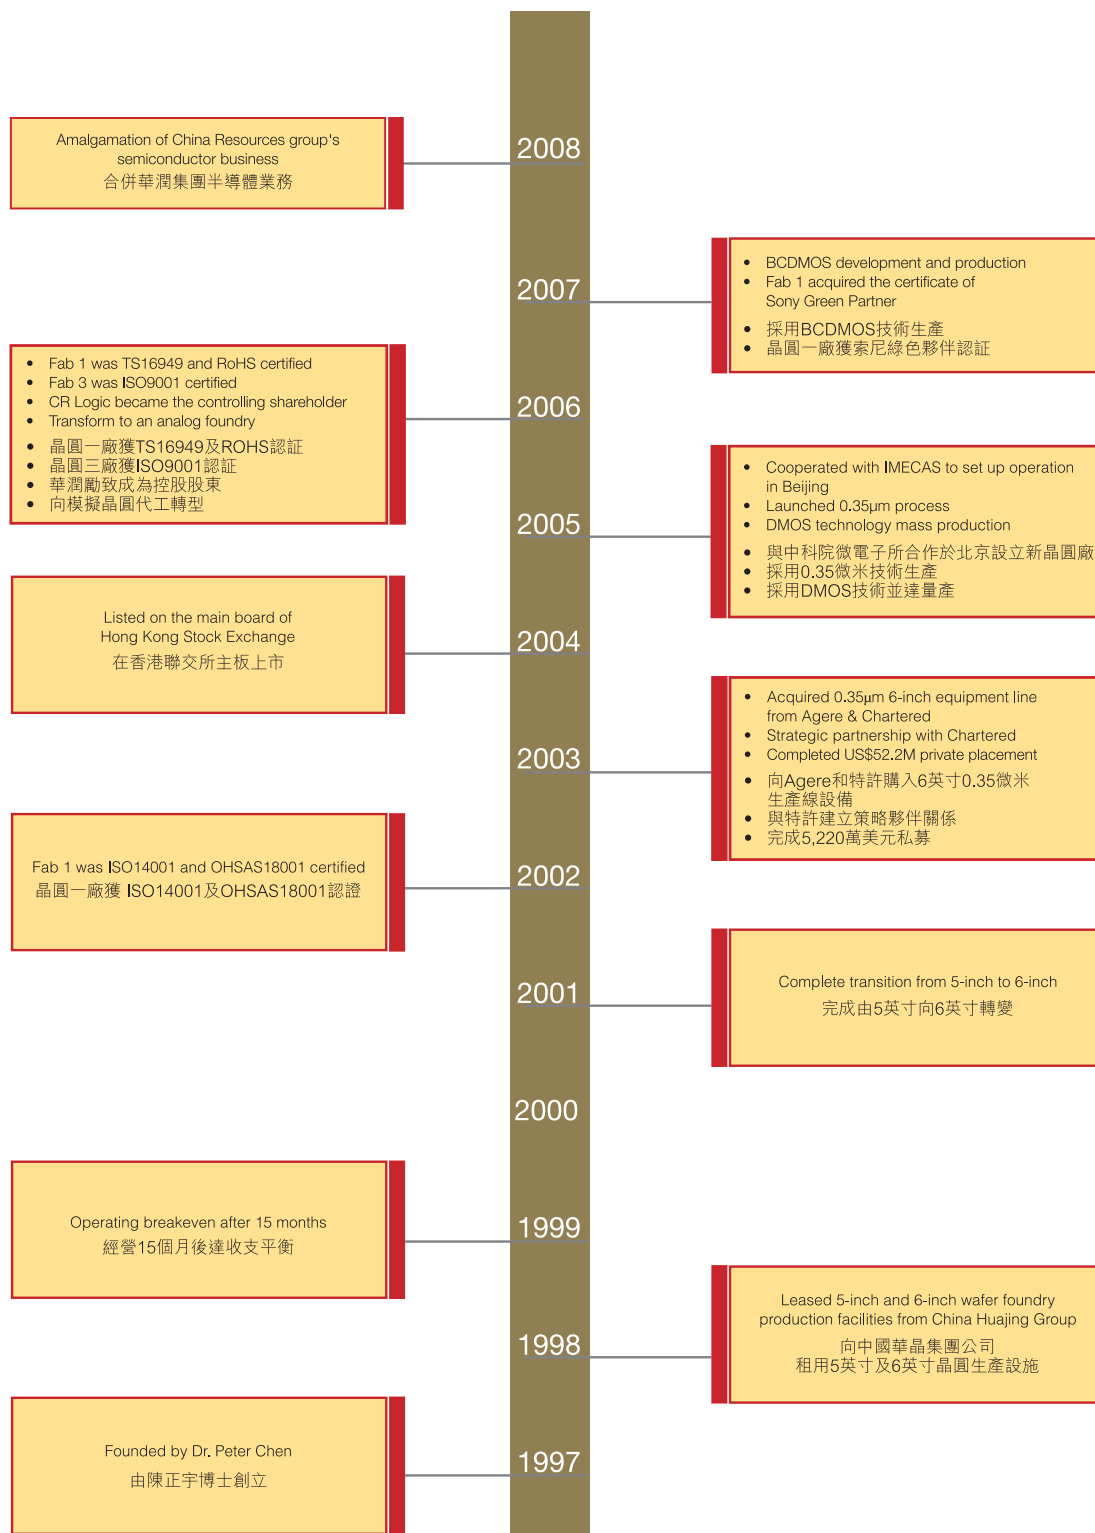 2008
Amalgamation of China Resources group's
semiconductor business
合併華潤集團半導體業務
2007
• BCDMOS development and production
• Fab 1 acquired the certificate of
Sony Green Partner
• 採用BCDMOS技術生產
• 晶圓一廠獲索尼綠色夥伴認証
2006
• Fab 1 was TS16949 and RoHS certified
• Fab 3 was ISO9001 certified
• CR Logic became the controlling shareholder
• Transform to an analog foundry
• 晶圓一廠獲TS16949及ROHS認証
• 晶圓三廠獲ISO9001認証
• 華潤勵致成為控股股東
• 向模擬晶圓代工轉型
2005
• Cooperated with IMECAS to set up operation
in Beijing
• Launched 0.35μm process
• DMOS technology mass production
• 與中科院微電子所合作於北京設立新晶圓廠
• 採用0.35微米技術生產
• 採用DMOS技術並達量產
2004
Listed on the main board of
Hong Kong Stock Exchange
在香港聯交所主板上市
2003
• Acquired 0.35μm 6-inch equipment line
from Agere & Chartered
• Strategic partnership with Chartered
• Completed US$52.2M private placement
• 向Agere和特許購入6英寸0.35微米
生產線設備
• 與特許建立策略夥伴關係
• 完成5,220萬美元私募
2002
Fab 1 was ISO14001 and OHSAS18001 certified
晶圓一廠獲 ISO14001及OHSAS18001認證
2001
Complete transition from 5-inch to 6-inch
完成由5英寸向6英寸轉變
2000
1999
Operating breakeven after 15 months
經營15個月後達收支平衡
1998
Leased 5-inch and 6-inch wafer foundry
production facilities from China Huajing Group
向中國華晶集團公司
租用5英寸及6英寸晶圓生產設施
1997
Founded by Dr. Peter Chen
由陳正宇博士創立